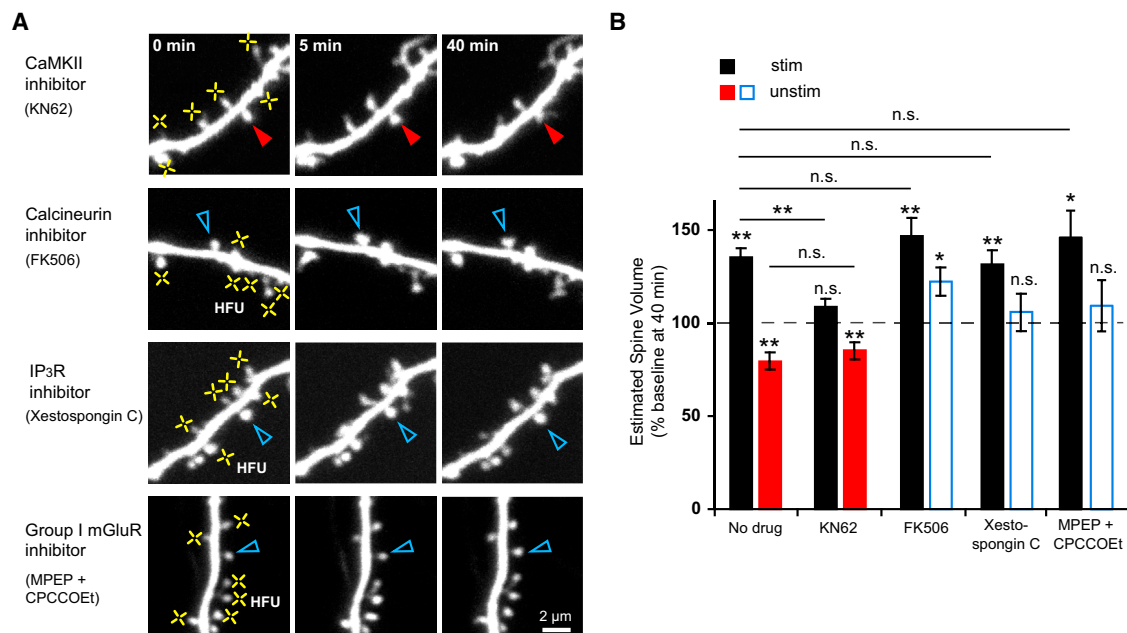 A
CaMKII
inhibitor
(KN62)
0 min
5 min
40 min
Calcineurin
inhibitor
(FK506)
HFU
IP3R
inhibitor
(Xestospongin C)
HFU
Group I mGluR
inhibitor
(MPEP +
CPCCOEt)
HFU
2 µm
B
stim
unstim
n.s.
n.s.
n.s.
**
n.s.
**
**
n.s.
**
**
*
**
n.s.
*
n.s.
Estimated Spine Volume
(% baseline at 40 min)
150
100
50
0
No drug
KN62
FK506
Xesto-
spongin C
MPEP +
CPCCOEt